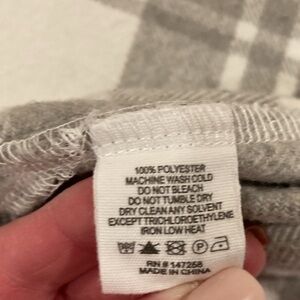 100% POLYESTER
MACHINE WASH COLD
DO NOT BLEACH
DO NOT TUMBLE DRY
DRY CLEAN ANY SOLVENT
EXCEPT TRICHLOROETHYLENE
IRON LOW HEAT
P
RN # 147258
MADE IN CHINA